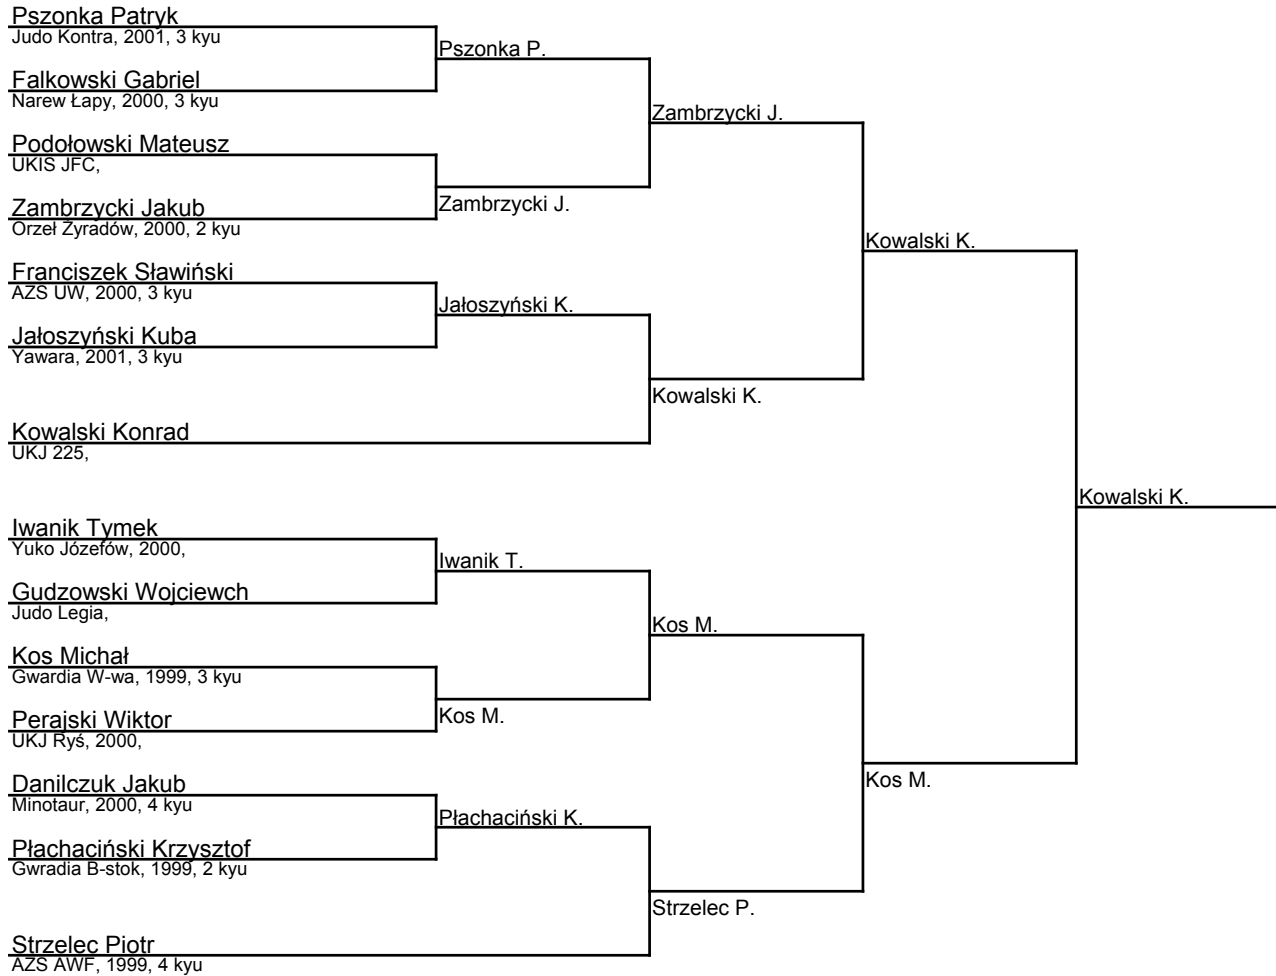 Pszonka Patryk
Judo Kontra, 2001, 3 kyu
Pszonka P.
Falkowski Gabriel
Narew Łapy, 2000, 3 kyu
Zambrzycki J.
Podołowski Mateusz
UKIS JFC,
Zambrzycki Jakub
Orzeł Żyradów, 2000, 2 kyu
Zambrzycki J.
Kowalski K.
Franciszek Sławiński
AZS UW, 2000, 3 kyu
Jałoszyński K.
Jałoszyński Kuba
Yawara, 2001, 3 kyu
Kowalski K.
Kowalski Konrad
UKJ 225,
Kowalski K.
Iwanik Tymek
Yuko Józefów, 2000,
Iwanik T.
Gudzowski Wojciewch
Judo Legia,
Kos M.
Kos Michał
Gwardia W-wa, 1999, 3 kyu
Kos M.
Perajski Wiktor
UKJ Ryś, 2000,
Kos M.
Danilczuk Jakub
Minotaur, 2000, 4 kyu
Płachaciński K.
Płachaciński Krzysztof
Gwradia B-stok, 1999, 2 kyu
Strzelec P.
Strzelec Piotr
AZS AWF, 1999, 4 kyu